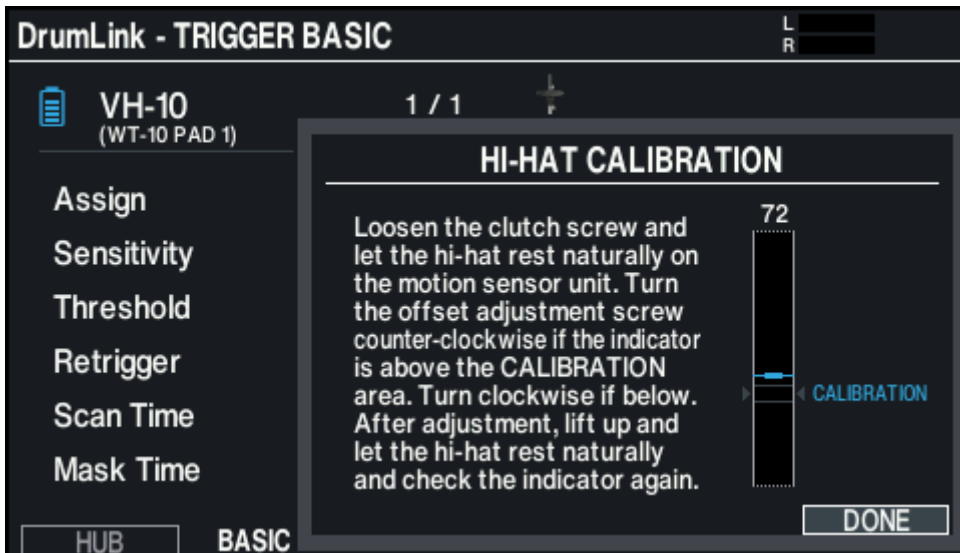 DrumLink - TRIGGER BASIC
L
R
VH-10
1 / 1
(WT-10 PAD 1)
Assign
Sensitivity
Threshold
Retrigger
Scan Time
Mask Time
HUB
BASIC
HI-HAT CALIBRATION
Loosen the clutch screw and
let the hi-hat rest naturally on
the motion sensor unit. Turn
the offset adjustment screw
counter-clockwise if the indicator
is above the CALIBRATION
area. Turn clockwise if below.
After adjustment, lift up and
let the hi-hat rest naturally
and check the indicator again.
72
CALIBRATION
DONE